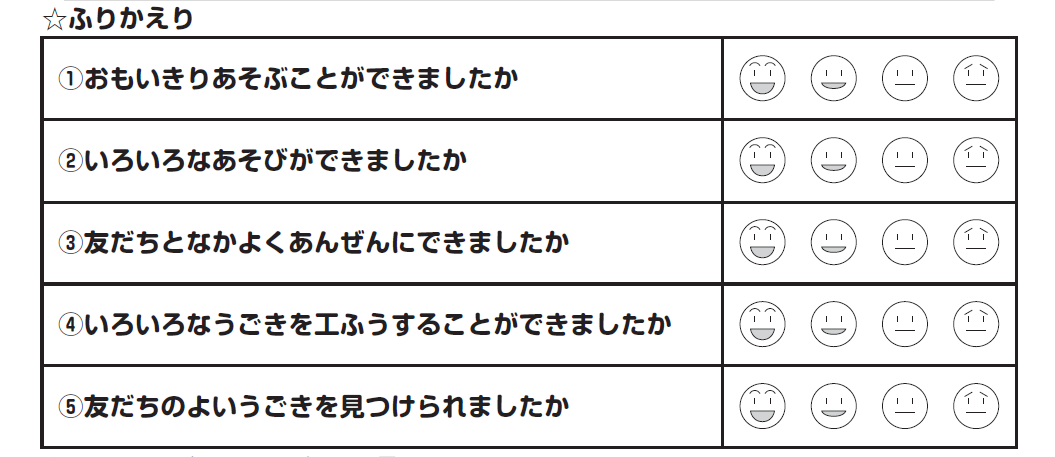 ☆ふりかえり
①おもいきりあそぶことができましたか
②いろいろなあそびができましたか
③友だちとなかよくあんぜんにできましたか
④いろいろなうごきを工ふうすることができましたか
⑤友だちのよいうごきを見つけられましたか